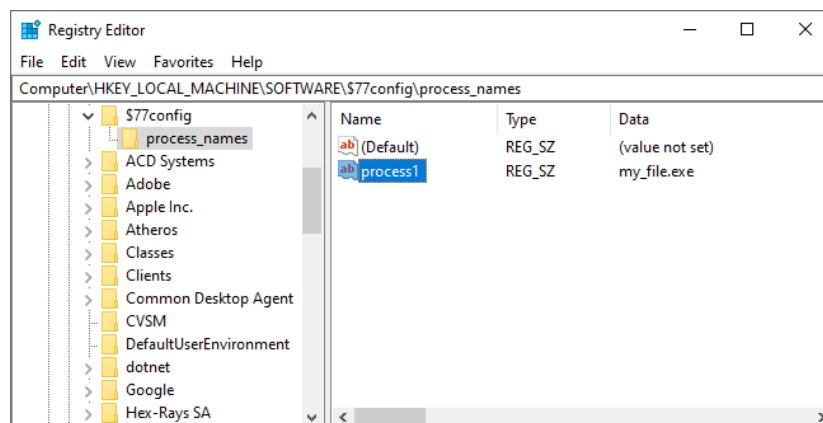 Registry Editor
File Edit View Favorites Help
Computer\HKEY_LOCAL_MACHINE\SOFTWARE\$77config\process_names
$77config
process_names
ACD Systems
Adobe
Apple Inc.
Atheros
Classes
Clients
Common Desktop Agent
CVSM
DefaultUserEnvironment
dotnet
Google
Hex-Rays SA
Name Type Data
ab (Default) REG_SZ (value not set)
ab process1 REG_SZ my_file.exe